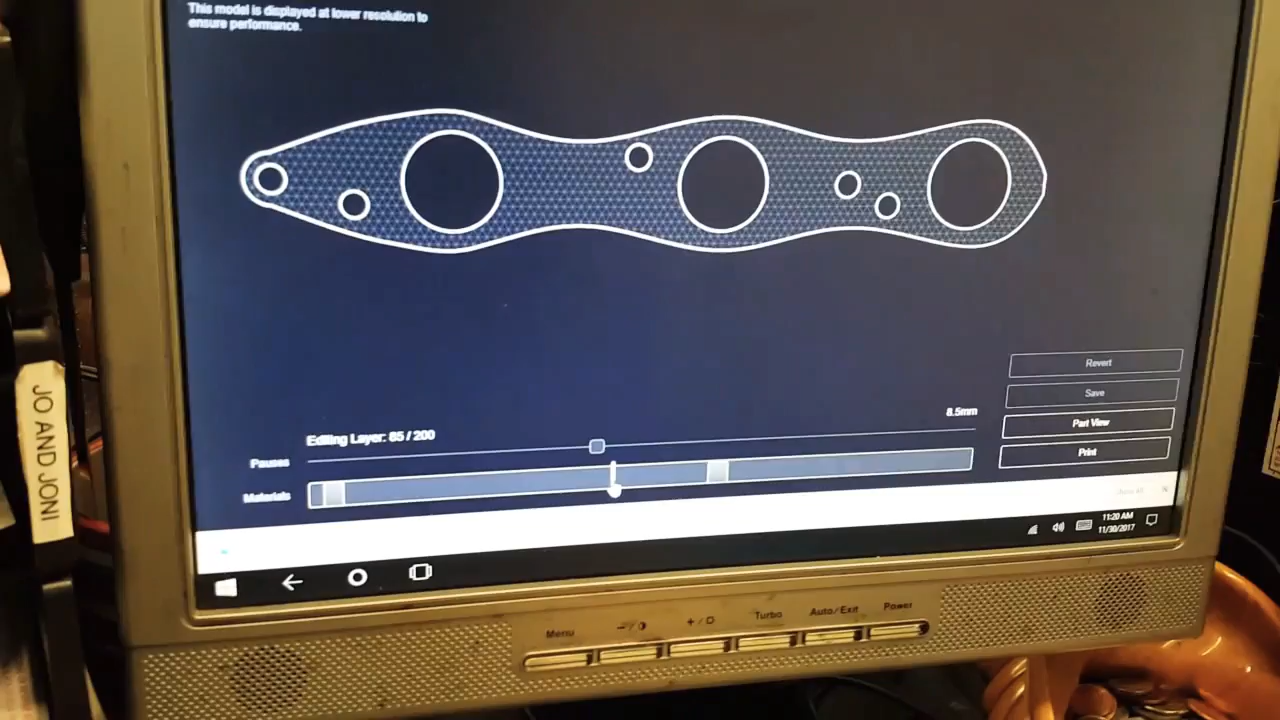 This model is displayed at lower resolution to
ensure performance.
Revert
Save
8.5mm
Part View
Editing Layer: 85 / 200
Print
Pauses
Materials
JO AND JONI
11:20 AM
11/30/2017
Menu
- / 
+ / 
Turbo
Auto/Exit
Power